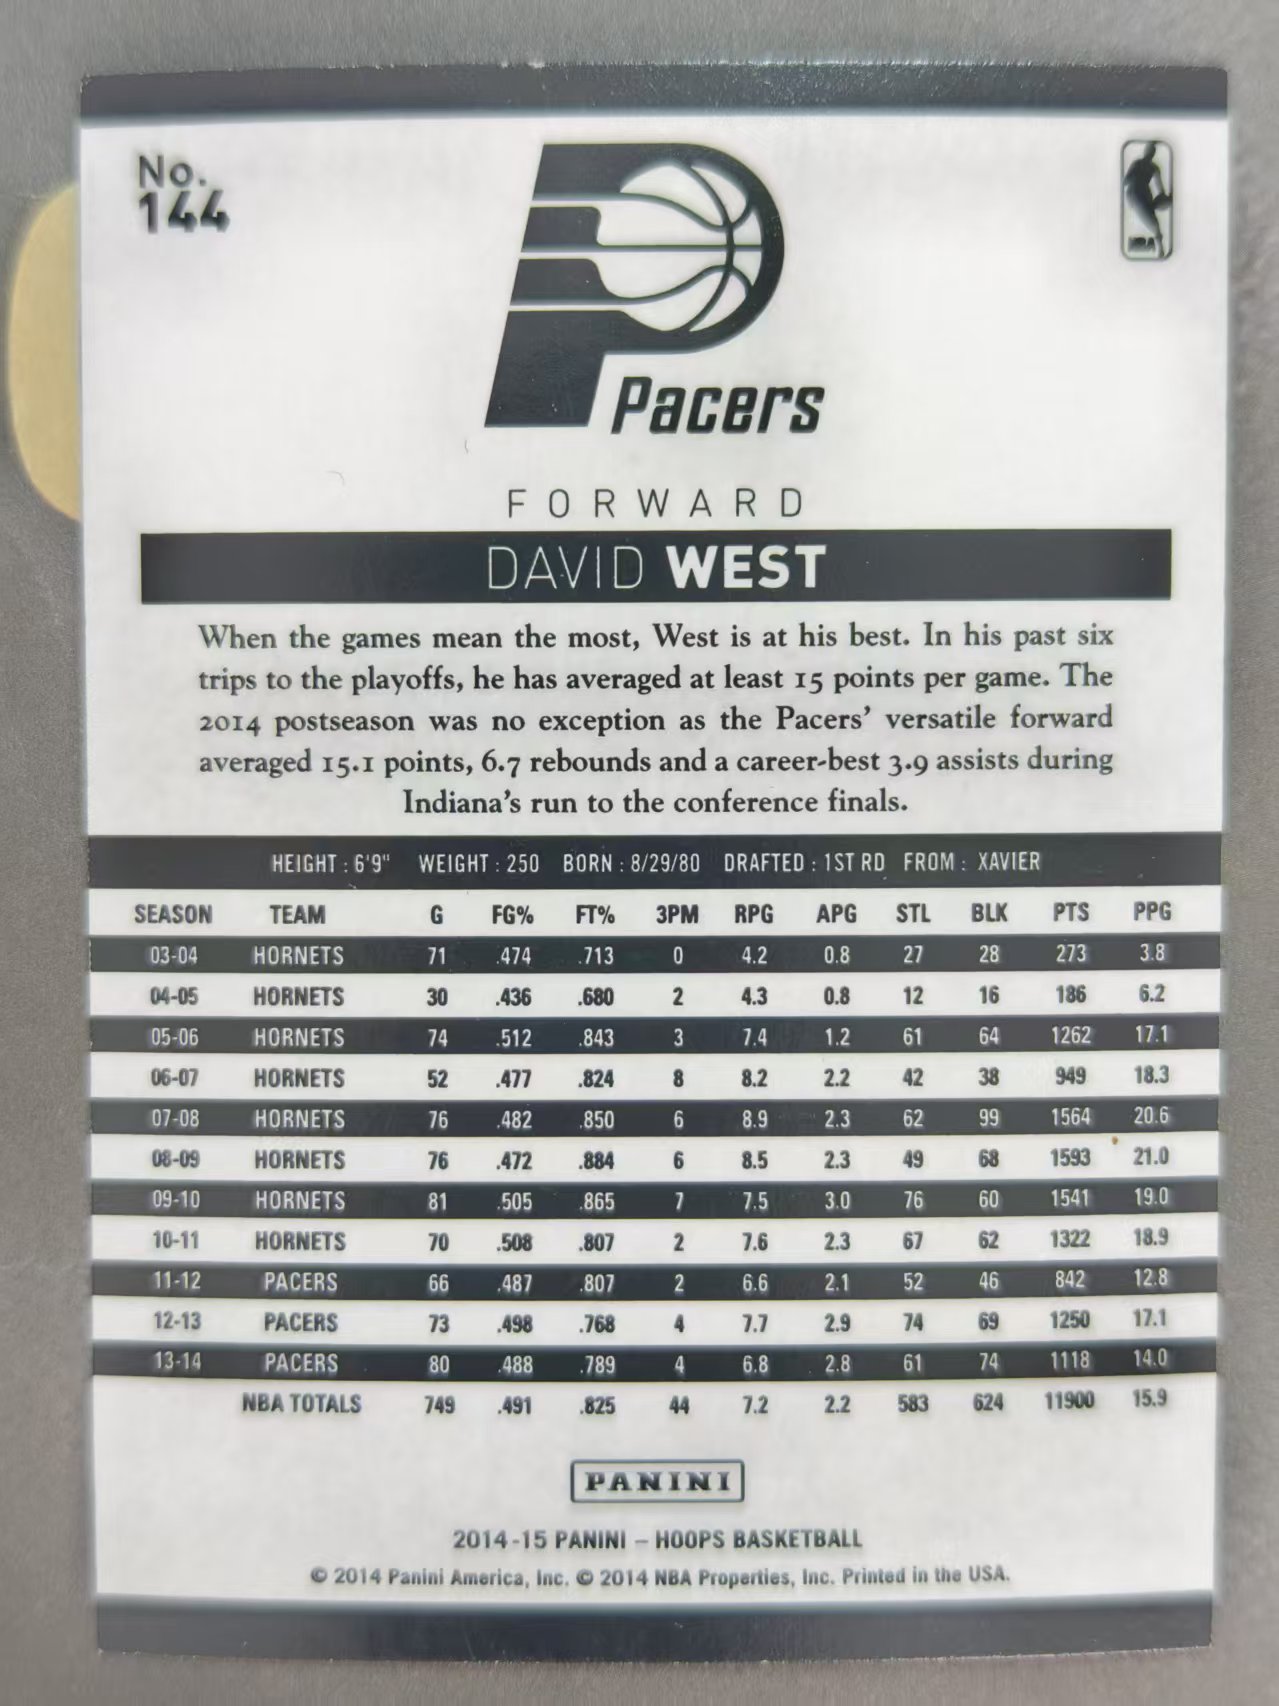 No.
144
NBA
Pacers
FORWARD
DAVID WEST
When the games mean the most, West is at his best. In his past six
trips to the playoffs, he has averaged at least 15 points per game. The
2014 postseason was no exception as the Pacers' versatile forward
averaged 15.1 points, 6.7 rebounds and a career-best 3.9 assists during
Indiana's run to the conference finals.
HEIGHT : 6'9" WEIGHT : 250 BORN : 8/29/80 DRAFTED : 1ST RD FROM : XAVIER
SEASON TEAM G FG% FT% 3PM RPG APG STL BLK PTS PPG
03-04 HORNETS 71 .474 .713 0 4.2 0.8 27 28 273 3.8
04-05 HORNETS 30 .436 .680 2 4.3 0.8 12 16 186 6.2
05-06 HORNETS 74 .512 .843 3 7.4 1.2 61 64 1262 17.1
06-07 HORNETS 52 .477 .824 8 8.2 2.2 42 38 949 18.3
07-08 HORNETS 76 .482 .850 6 8.9 2.3 62 99 1564 20.6
08-09 HORNETS 76 .472 .884 6 8.5 2.3 49 68 1593 21.0
09-10 HORNETS 81 .505 .865 7 7.5 3.0 76 60 1541 19.0
10-11 HORNETS 70 .508 .807 2 7.6 2.3 67 62 1322 18.9
11-12 PACERS 66 .487 .807 2 6.6 2.1 52 46 842 12.8
12-13 PACERS 73 .498 .768 4 7.7 2.9 74 69 1250 17.1
13-14 PACERS 80 .488 .789 4 6.8 2.8 61 74 1118 14.0
NBA TOTALS 749 .491 .825 44 7.2 2.2 583 624 11900 15.9
PANINI
2014-15 PANINI – HOOPS BASKETBALL
© 2014 Panini America, Inc. © 2014 NBA Properties, Inc. Printed in the USA.